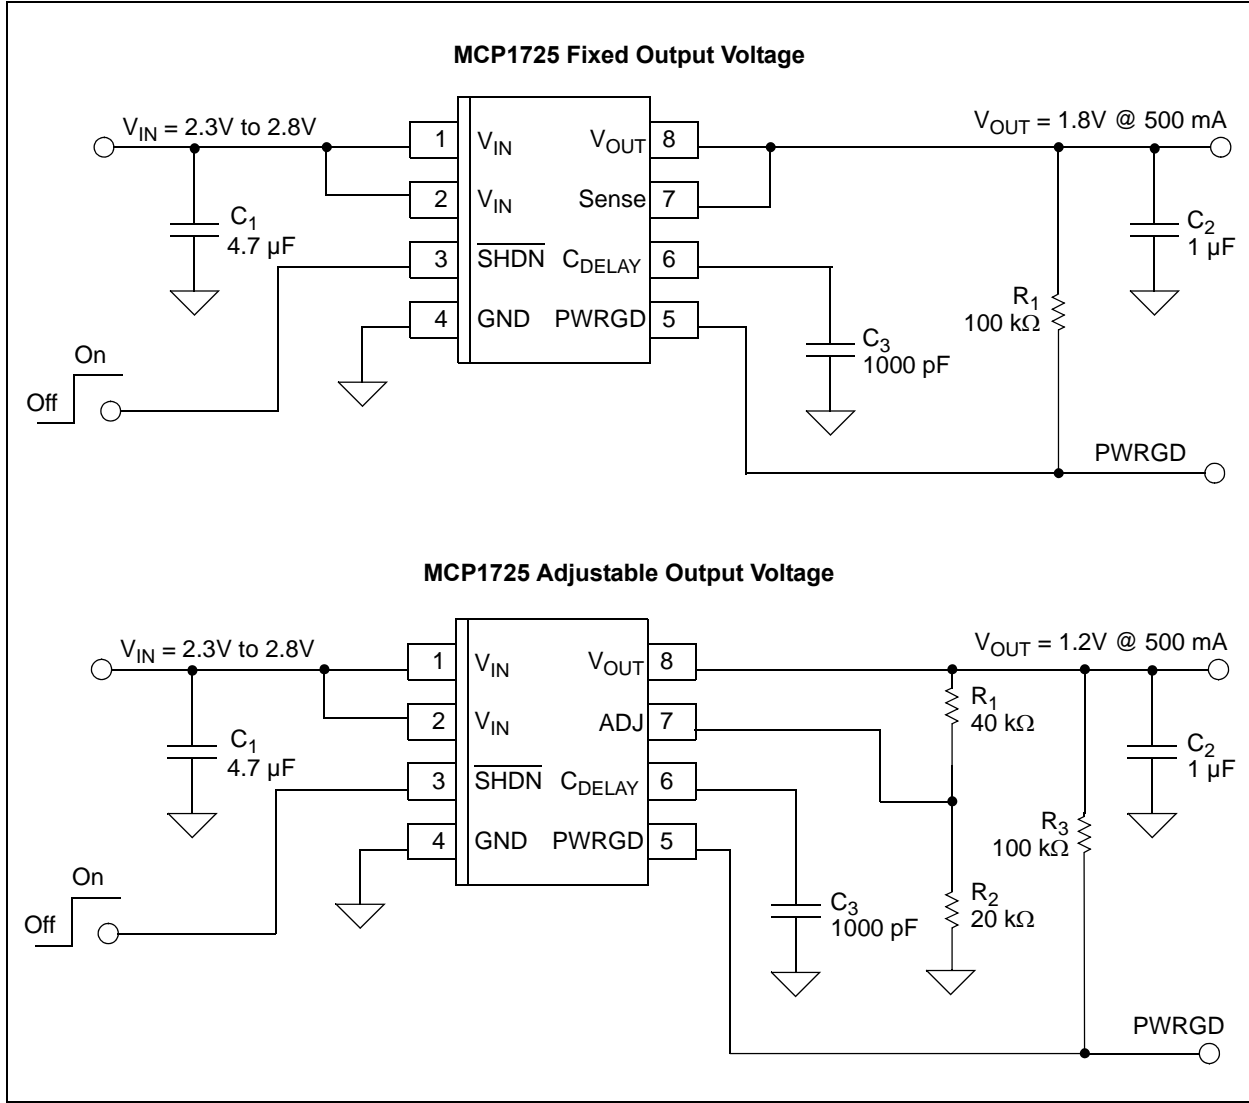 MCP1725 Fixed Output Voltage
V_IN = 2.3V to 2.8V
V_OUT = 1.8V @ 500 mA
1 V_IN V_OUT 8
2 V_IN Sense 7
3 SHDN C_DELAY 6
4 GND PWRGD 5
C_1
4.7 µF
C_2
1 µF
R_1
100 kΩ
C_3
1000 pF
On
Off
PWRGD
MCP1725 Adjustable Output Voltage
V_IN = 2.3V to 2.8V
V_OUT = 1.2V @ 500 mA
1 V_IN V_OUT 8
2 V_IN ADJ 7
3 SHDN C_DELAY 6
4 GND PWRGD 5
C_1
4.7 µF
R_1
40 kΩ
C_2
1 µF
R_3
100 kΩ
On
Off
C_3
1000 pF
R_2
20 kΩ
PWRGD